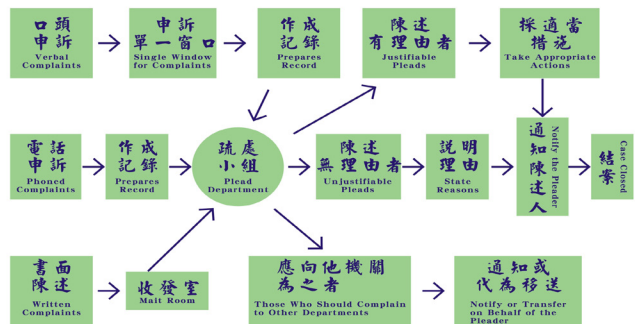 口頭
申訴
Verbal
Complaints
申訴
單一窗口
Single Window
for Complaints
作成
記錄
Prepares
Record
陳述
有理由者
Justifiable
Pleads
採適當
措施
Take Appropriate
Actions
電話
申訴
Phoned
Complaints
作成
記錄
Prepares
Record
疏處
小組
Plead
Department
陳述
無理由者
Unjustifiable
Pleads
説明
理由
State
Reasons
通知陳述人
Notify the Pleader
結案
Case Closed
書面
陳述
Written
Complaints
收發室
Mait Room
應向他機關
為之者
Those Who Should Complain
to Other Departments
通知或
代為移送
Notify or Transfer
on Behalf of the
Pleader